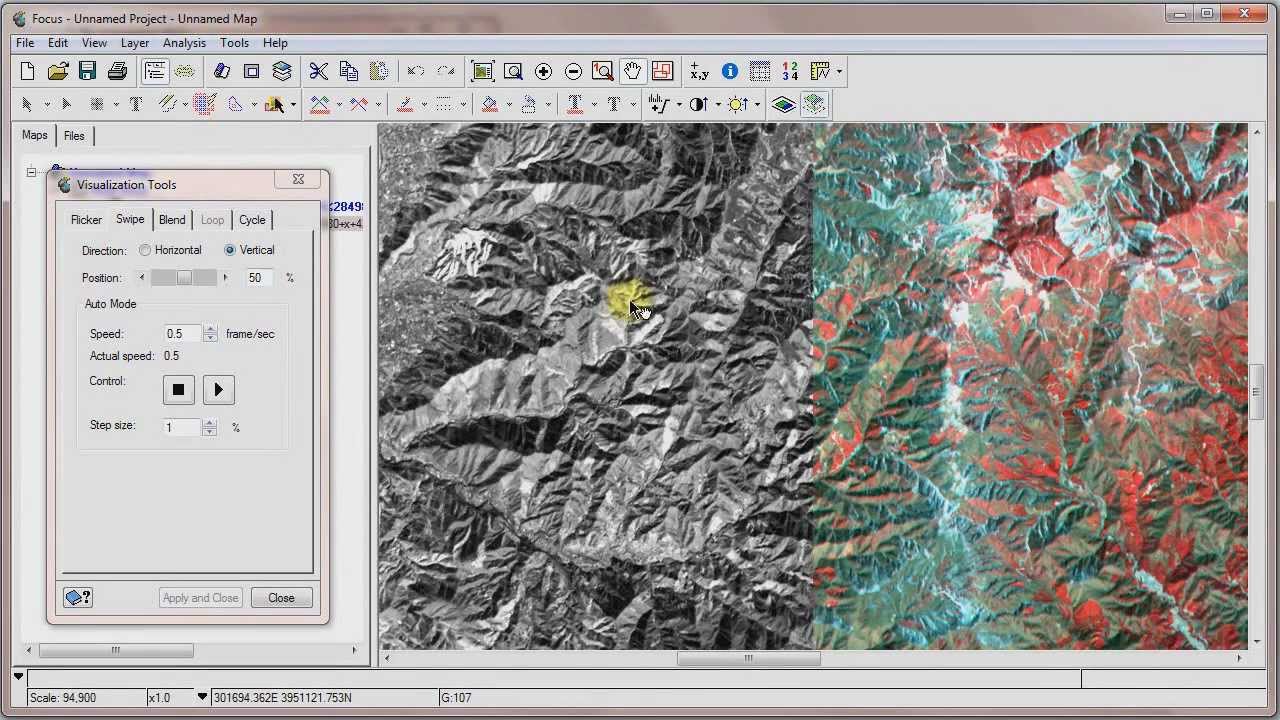 Focus - Unnamed Project - Unnamed Map
File Edit View Layer Analysis Tools Help
+x,y
1 2
3 4
Maps Files
<2849
Visualization Tools
30+x+4
Flicker Swipe Blend Loop Cycle
Direction: Horizontal Vertical
Position: 50 %
Auto Mode
Speed: 0.5 frame/sec
Actual speed: 0.5
Control:
Step size: 1 %
Apply and Close Close
Scale: 94,900 x1.0 301694.362E 3951121.753N G:107